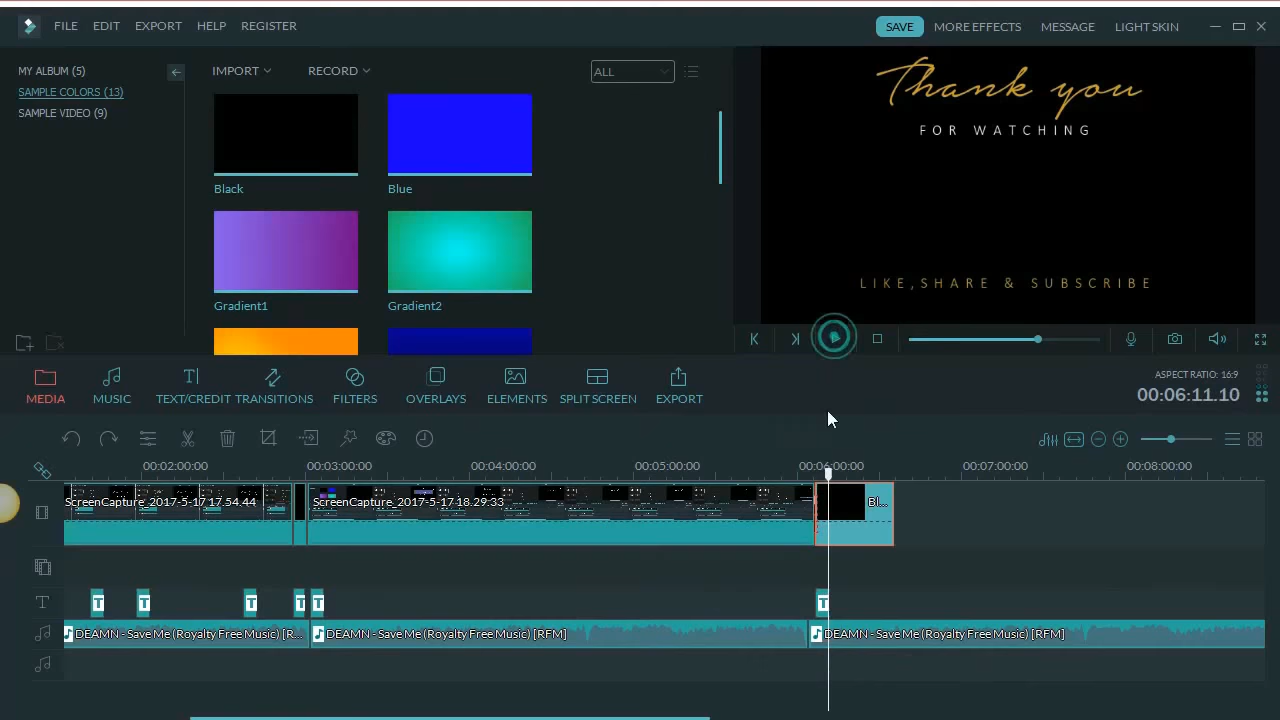 FILE EDIT EXPORT HELP REGISTER
SAVE MORE EFFECTS MESSAGE LIGHT SKIN
MY ALBUM (5)
SAMPLE COLORS (13)
SAMPLE VIDEO (9)
IMPORT RECORD ALL
Black Blue
Gradient1 Gradient2
Thank you
FOR WATCHING
LIKE,SHARE & SUBSCRIBE
MEDIA MUSIC TEXT/CREDIT TRANSITIONS FILTERS OVERLAYS ELEMENTS SPLIT SCREEN EXPORT
ASPECT RATIO: 16:9
00:06:11.10
00:02:00:00 00:03:00:00 00:04:00:00 00:05:00:00 00:06:00:00 00:07:00:00 00:08:00:00
ScreenCapture_2017-5-17 17.54.44 ScreenCapture_2017-5-17.18-29:33 Bl...
T T T T T T
DEAMN - Save Me (Royalty Free Music) [R... DEAMN - Save Me (Royalty Free Music) [RFM] DEAMN - Save Me (Royalty Free Music) [RFM]